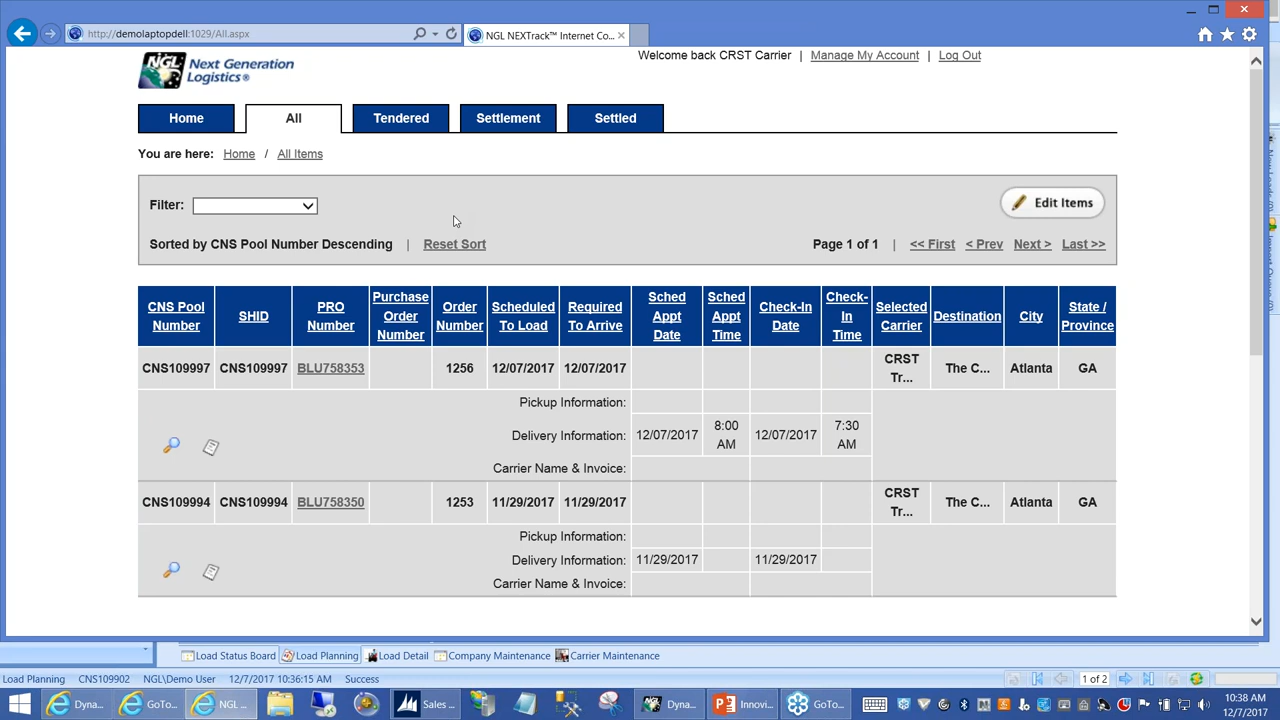 http://demolaptopdell:1029/All.aspx
NGL NEXTrack™ Internet Co...
NGL Next Generation
Logistics®
Welcome back CRST Carrier | Manage My Account | Log Out
Home All Tendered Settlement Settled
You are here: Home / All Items
Filter:
Edit Items
Sorted by CNS Pool Number Descending | Reset Sort
Page 1 of 1 | << First < Prev Next > Last >>
CNS Pool Number SHID PRO Number Purchase Order Number Order Number Scheduled To Load Required To Arrive Sched Appt Date Sched Appt Time Check-In Date Check-In Time Selected Carrier Destination City State / Province
CNS109997 CNS109997 BLU758353 1256 12/07/2017 12/07/2017 CRST Tr... The C... Atlanta GA
Pickup Information:
Delivery Information: 12/07/2017 8:00 AM 12/07/2017 7:30 AM
Carrier Name & Invoice:
CNS109994 CNS109994 BLU758350 1253 11/29/2017 11/29/2017 CRST Tr... The C... Atlanta GA
Pickup Information:
Delivery Information: 11/29/2017 11/29/2017
Carrier Name & Invoice:
Load Status Board Load Planning Load Detail Company Maintenance Carrier Maintenance
Load Planning CNS109902 NGL\Demo User 12/7/2017 10:36:15 AM Success
1 of 2
Dyna... GoTo... NGL ... Sales ... Dyna... Innovi... GoTo...
10:38 AM
12/7/2017